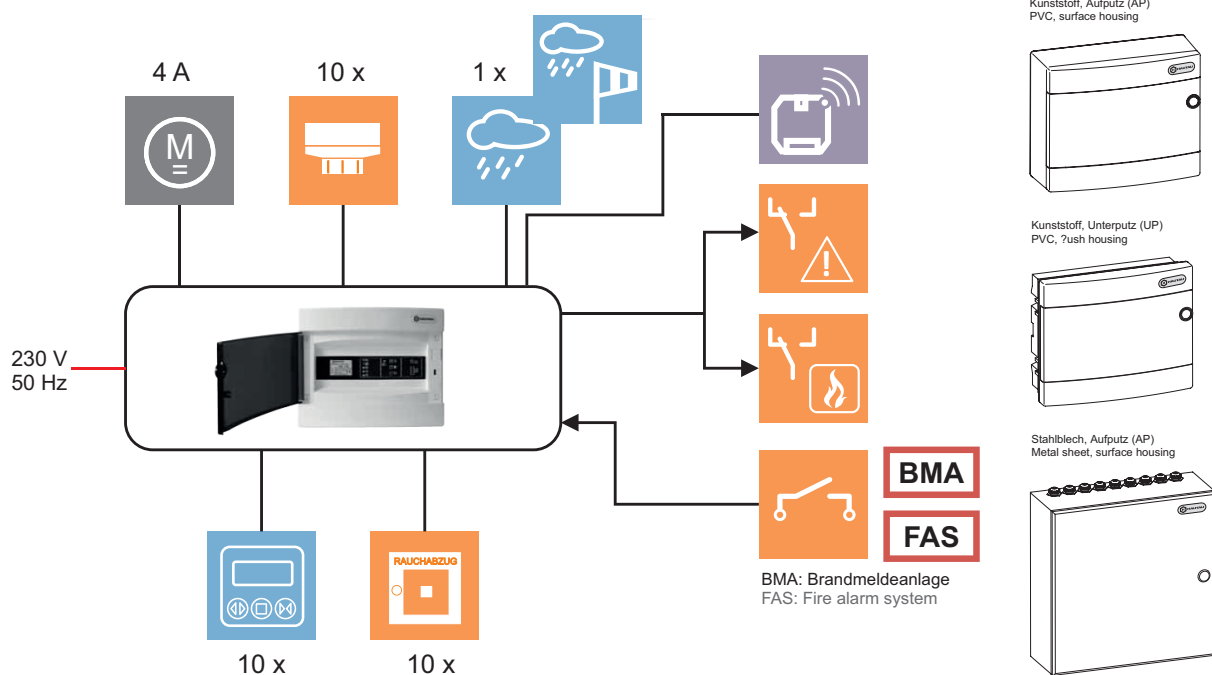 Kunststoff, Aufputz (AP)
PVC, surface housing
4 A
10 x
1 x
M
Kunststoff, Unterputz (UP)
PVC, ?ush housing
230 V
50 Hz
Stahlblech, Aufputz (AP)
Metal sheet, surface housing
BMA
FAS
RAUCHABZUG
BMA: Brandmeldeanlage
FAS: Fire alarm system
10 x
10 x